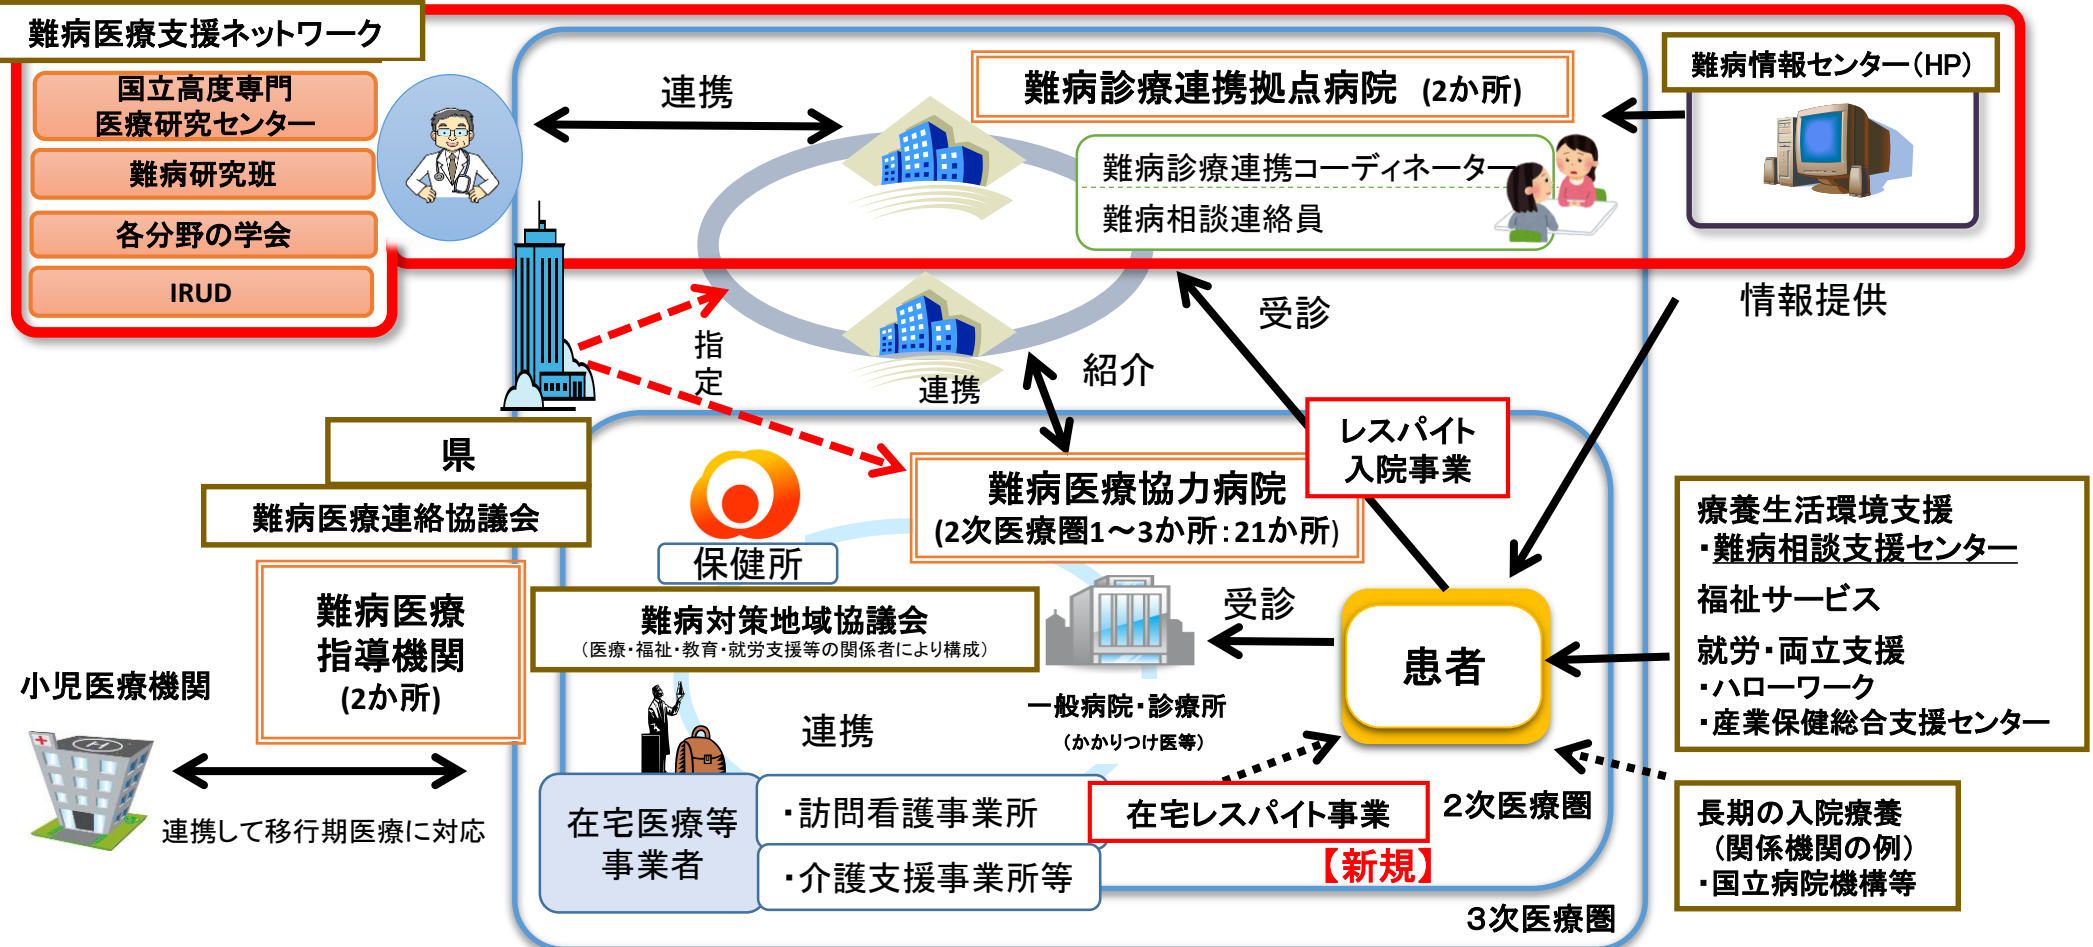 難病医療支援ネットワーク
国立高度専門
医療研究センター
難病研究班
各分野の学会
IRUD
連携
難病診療連携拠点病院 (2か所)
難病診療連携コーディネーター
難病相談連絡員
難病情報センター(HP)
情報提供
受診
指定
連携
紹介
県
難病医療連絡協議会
難病医療
指導機関
(2か所)
小児医療機関
連携して移行期医療に対応
保健所
難病医療協力病院
(2次医療圏1～3か所:21か所)
レスパイト
入院事業
難病対策地域協議会
(医療・福祉・教育・就労支援等の関係者により構成)
受診
一般病院・診療所
(かかりつけ医等)
患者
連携
在宅医療等
事業者
・訪問看護事業所
・介護支援事業所等
在宅レスパイト事業
【新規】
2次医療圏
3次医療圏
療養生活環境支援
・難病相談支援センター
福祉サービス
就労・両立支援
・ハローワーク
・産業保健総合支援センター
長期の入院療養
(関係機関の例)
・国立病院機構等